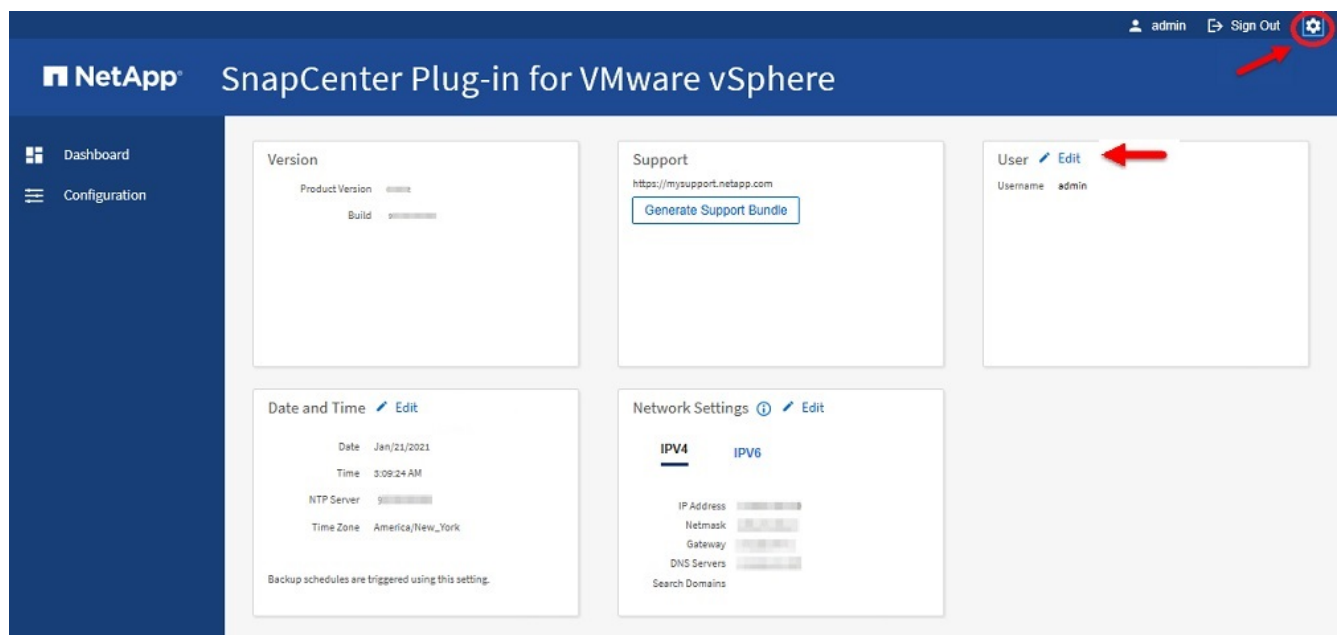 admin Sign Out
NetApp® SnapCenter Plug-in for VMware vSphere
Dashboard
Configuration
Version
Product Version
Build
Support
https://mysupport.netapp.com
Generate Support Bundle
User Edit
Username admin
Date and Time Edit
Date Jan/21/2021
Time 3:09:24 AM
NTP Server
Time Zone America/New_York
Backup schedules are triggered using this setting.
Network Settings Edit
IPV4 IPV6
IP Address
Netmask
Gateway
DNS Servers
Search Domains